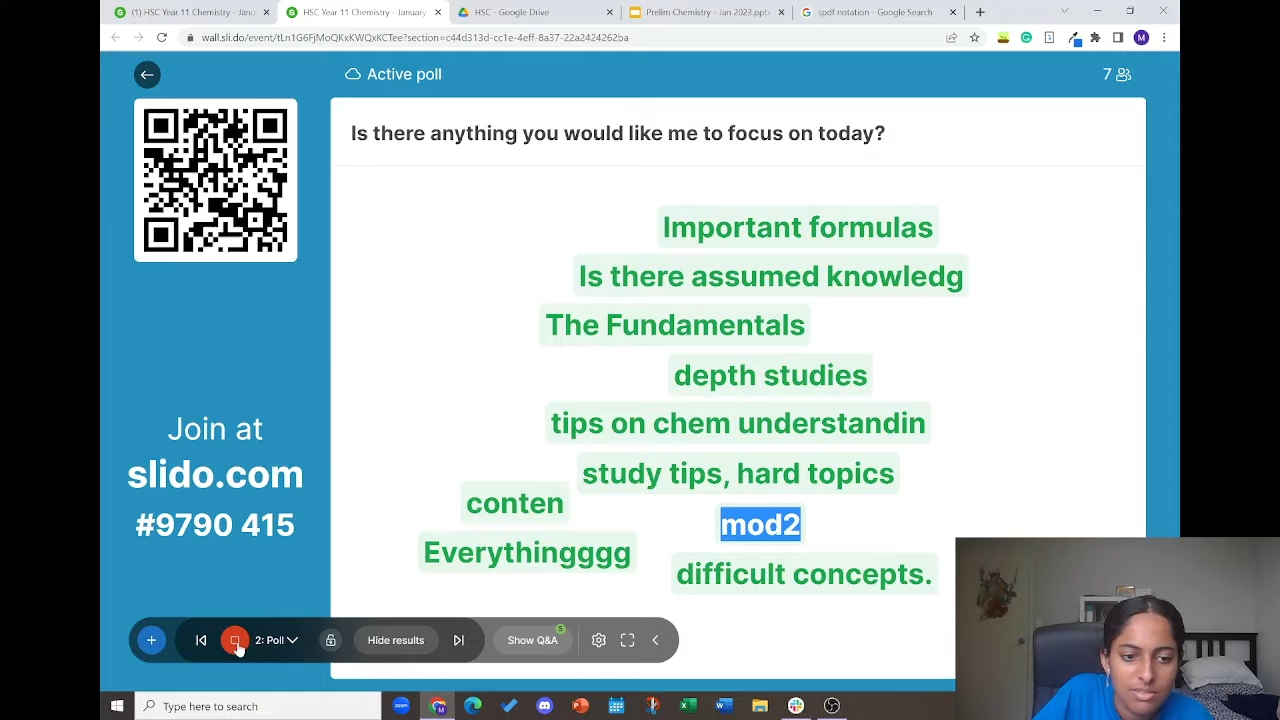 (1) HSC Year 11 Chemistry - Janu
HSC Year 11 Chemistry - January
HSC - Google Drive
Prelim Chemistry - Jan 2023.pptx
spdf notation - Google Search
wall.sli.do/event/tLn1G6FjMoQKxKWQxKCTee?section=c44d313d-cc1e-4eff-8a37-22a2424262ba
M
Active poll
7
Is there anything you would like me to focus on today?
Important formulas
Is there assumed knowledg
The Fundamentals
depth studies
tips on chem understandin
study tips, hard topics
conten
mod2
Everythingggg
difficult concepts.
Join at
slido.com
#9790 415
2: Poll
Hide results
Show Q&A
5
Type here to search